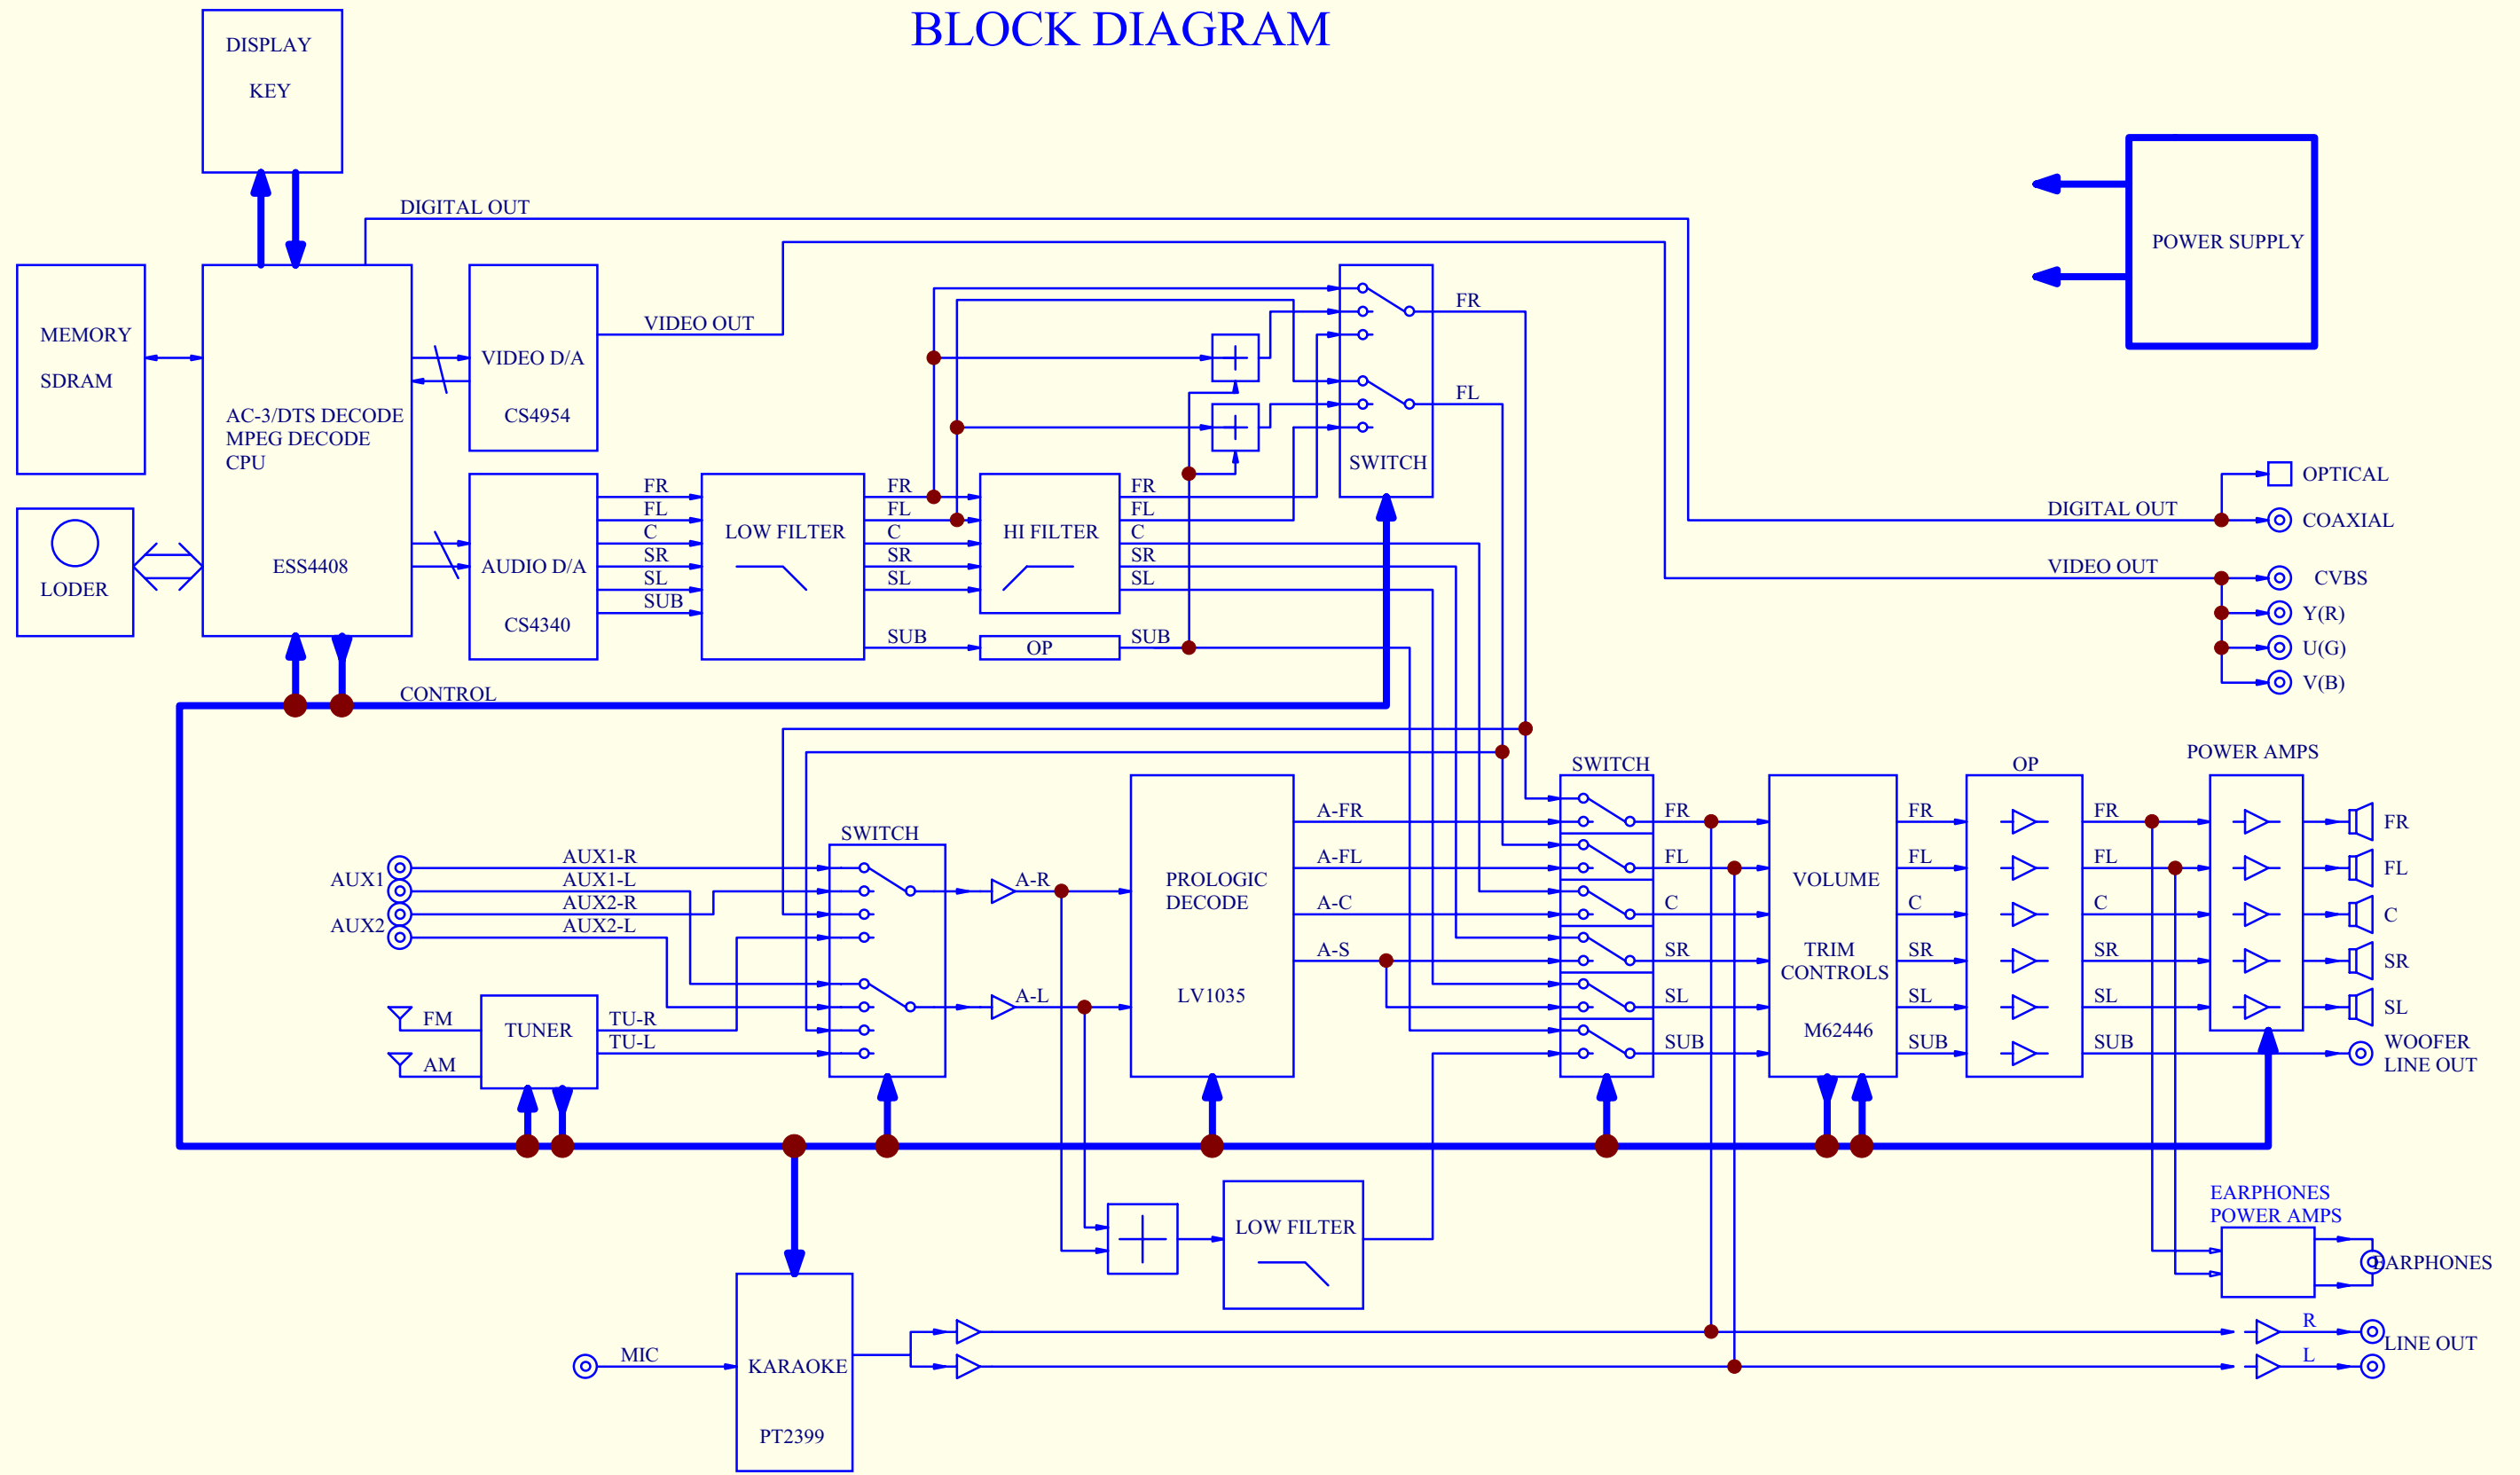 BLOCK DIAGRAM
DISPLAY
KEY
DIGITAL OUT
POWER SUPPLY
MEMORY
SDRAM
AC-3/DTS DECODE
MPEG DECODE
CPU
ESS4408
LODER
VIDEO D/A
CS4954
VIDEO OUT
AUDIO D/A
CS4340
FR
FL
C
SR
SL
SUB
LOW FILTER
FR
FL
C
SR
SL
SUB
HI FILTER
OP
FR
FL
C
SR
SL
SUB
FR
FL
SWITCH
DIGITAL OUT
OPTICAL
COAXIAL
VIDEO OUT
CVBS
Y(R)
U(G)
V(B)
CONTROL
AUX1
AUX2
AUX1-R
AUX1-L
AUX2-R
AUX2-L
FM
AM
TUNER
TU-R
TU-L
SWITCH
A-R
A-L
PROLOGIC
DECODE
LV1035
A-FR
A-FL
A-C
A-S
SWITCH
FR
FL
C
SR
SL
SUB
VOLUME
TRIM
CONTROLS
M62446
FR
FL
C
SR
SL
SUB
OP
FR
FL
C
SR
SL
SUB
POWER AMPS
FR
FL
C
SR
SL
WOOFER
LINE OUT
LOW FILTER
EARPHONES
POWER AMPS
EARPHONES
MIC
KARAOKE
PT2399
R
L
LINE OUT